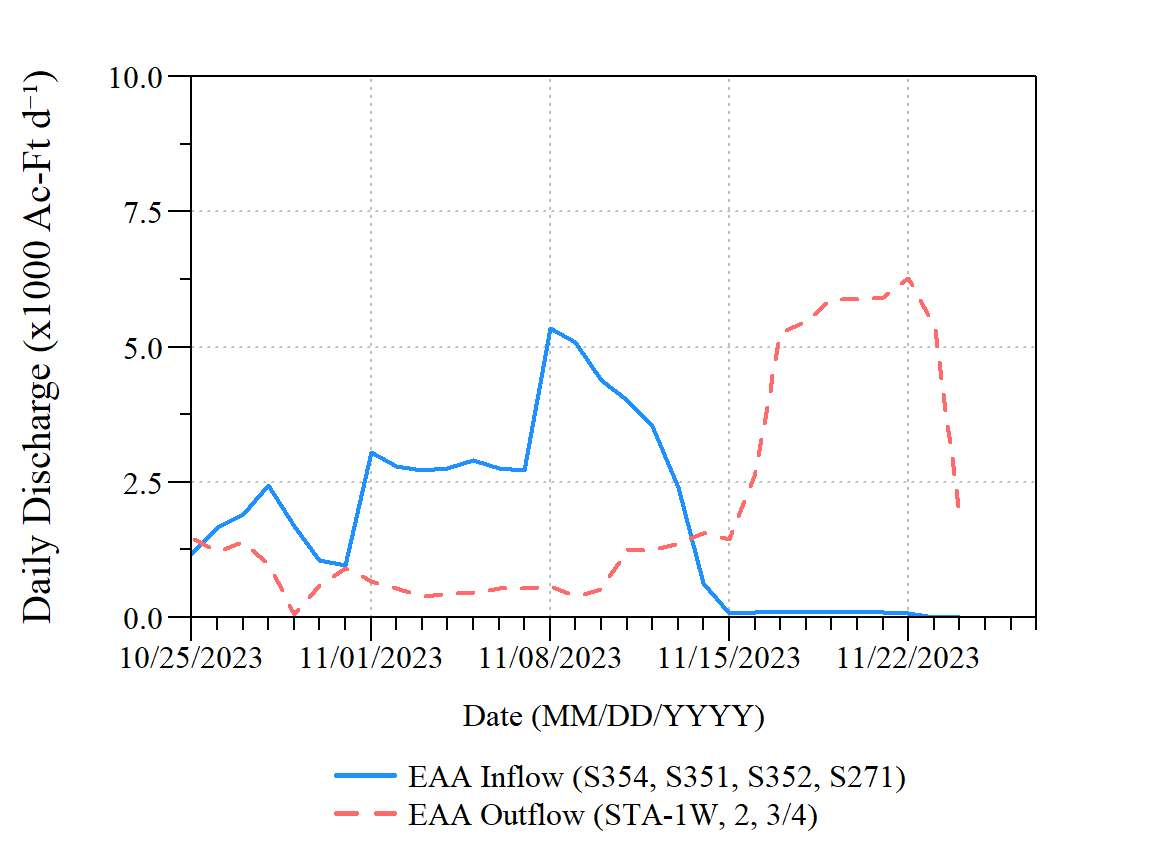 Daily Discharge (x1000 Ac-Ft d⁻¹)
10.0
7.5
5.0
2.5
0.0
10/25/2023 11/01/2023 11/08/2023 11/15/2023 11/22/2023
Date (MM/DD/YYYY)
EAA Inflow (S354, S351, S352, S271)
EAA Outflow (STA-1W, 2, 3/4)